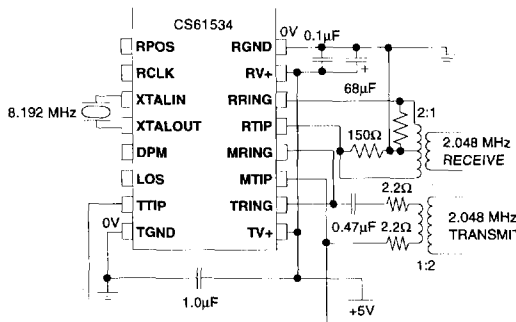 CS61534
0V
0.1µF
RPOS
RGND
RCLK
RV+
8.192 MHz
XTALIN
RRING
68µF
2:1
XTALOUT
RTIP
150Ω
2.048 MHz
RECEIVE
DPM
MRING
LOS
MTIP
2.2Ω
TTIP
TRING
0.47µF
2.048 MHz
TRANSMIT
0V
TGND
TV+
2.2Ω
1:2
1.0µF
+5V